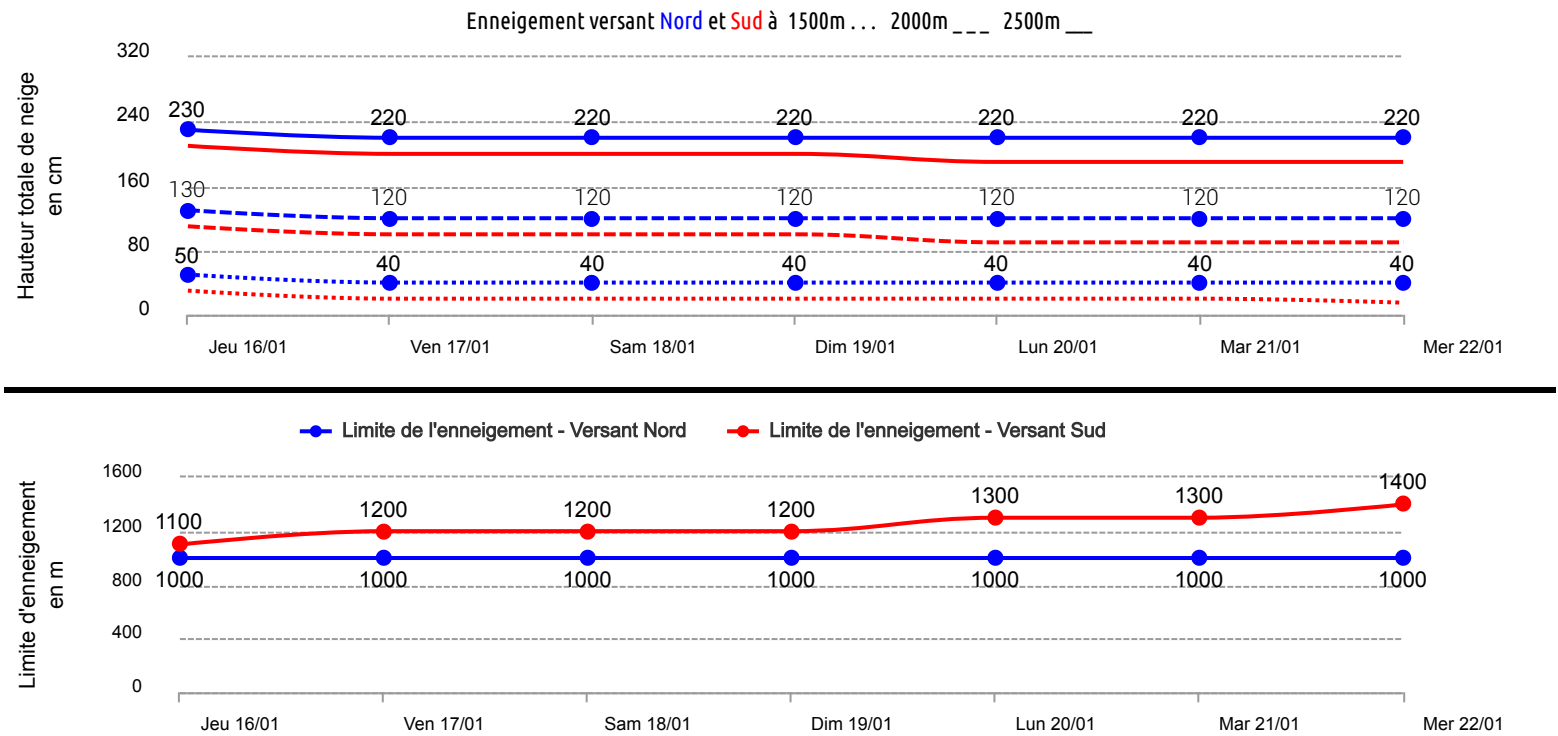 Enneigement versant Nord et Sud à 1500m . . . 2000m _ _ _ 2500m __
Hauteur totale de neige
en cm
320
240
160
80
0
230 220 220 220 220 220 220
130 120 120 120 120 120 120
50 40 40 40 40 40 40
Jeu 16/01 Ven 17/01 Sam 18/01 Dim 19/01 Lun 20/01 Mar 21/01 Mer 22/01
Limite de l'enneigement - Versant Nord Limite de l'enneigement - Versant Sud
Limite d'enneigement
en m
1600
1200
800
400
0
1100 1200 1200 1200 1300 1300 1400
1000 1000 1000 1000 1000 1000 1000
Jeu 16/01 Ven 17/01 Sam 18/01 Dim 19/01 Lun 20/01 Mar 21/01 Mer 22/01